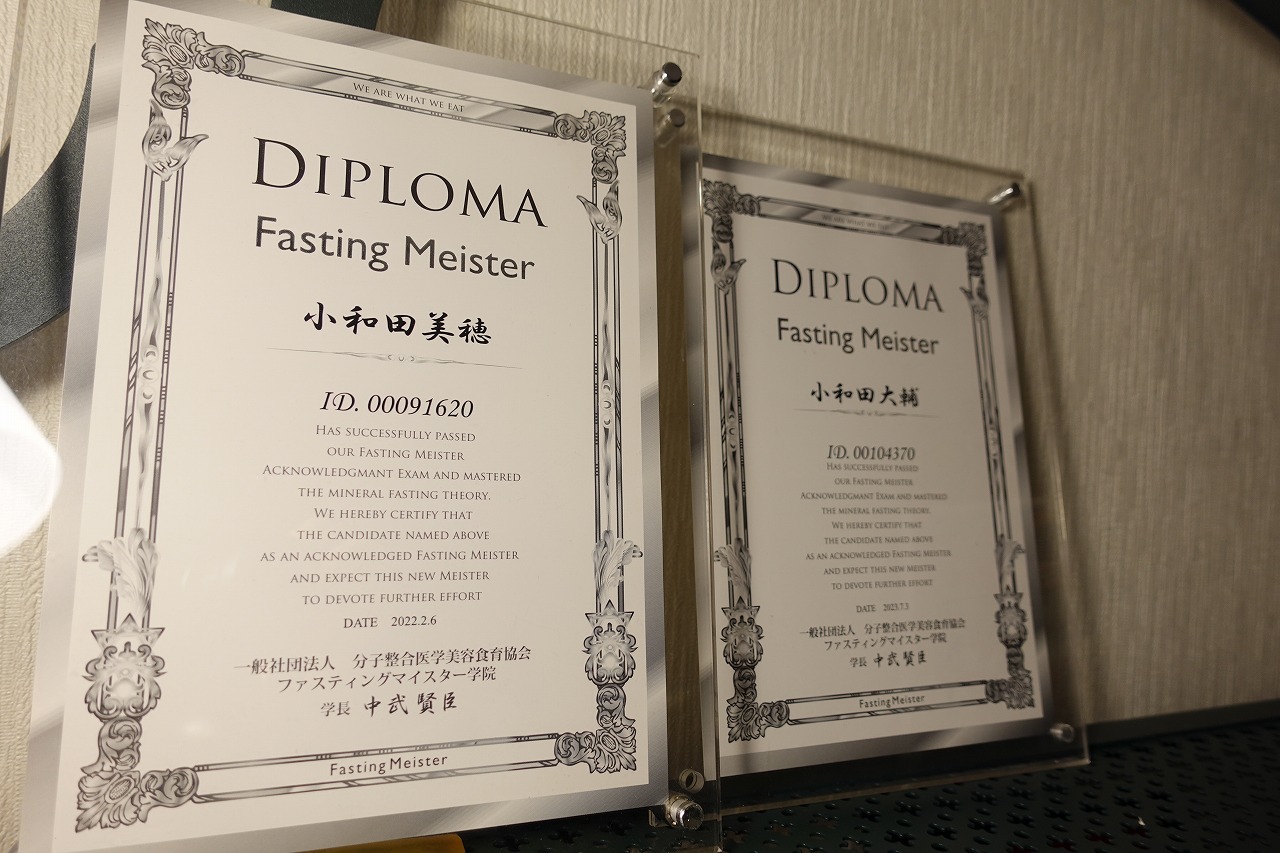 WE ARE WHAT WE EAT
DIPLOMA
Fasting Meister
小和田美穂
ID. 00091620
HAS SUCCESSFULLY PASSED
OUR FASTING MEISTER
ACKNOWLEDGMANT EXAM AND MASTERED
THE MINERAL FASTING THEORY.
WE HEREBY CERTIFY THAT
THE CANDIDATE NAMED ABOVE
AS AN ACKNOWLEDGED FASTING MEISTER
AND EXPECT THIS NEW MEISTER
TO DEVOTE FURTHER EFFORT
DATE 2022.2.6
一般社団法人 分子整合医学美容食育協会
ファスティングマイスター学院
学長 中武賢臣
Fasting Meister
WE ARE WHAT WE EAT
DIPLOMA
Fasting Meister
小和田大輔
ID. 00104370
HAS SUCCESSFULLY PASSED
OUR FASTING MEISTER
ACKNOWLEDGMANT EXAM AND MASTERED
THE MINERAL FASTING THEORY.
WE HEREBY CERTIFY THAT
THE CANDIDATE NAMED ABOVE
AS AN ACKNOWLEDGED FASTING MEISTER
AND EXPECT THIS NEW MEISTER
TO DEVOTE FURTHER EFFORT
DATE 2023.7.3
一般社団法人 分子整合医学美容食育協会
ファスティングマイスター学院
学長 中武賢臣
Fasting Meister